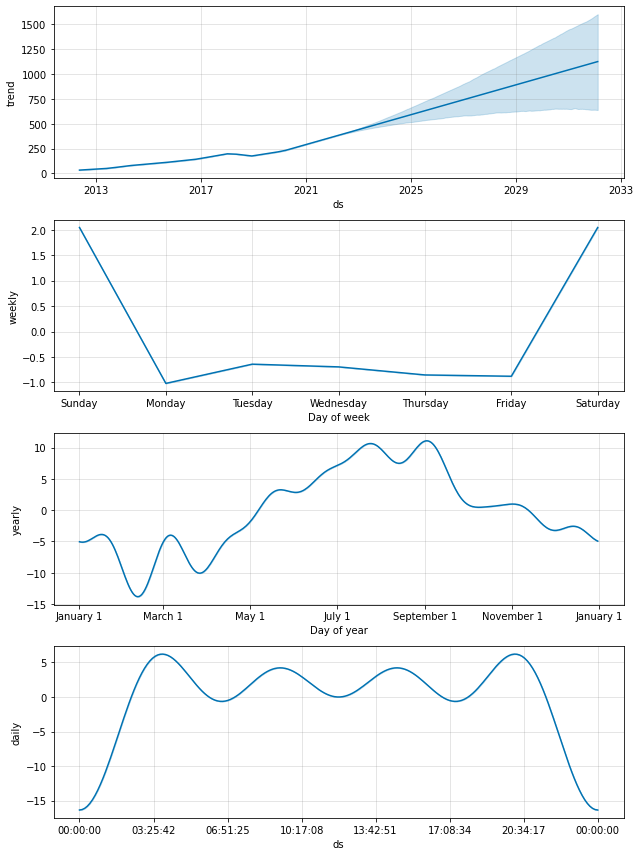 1500
1250
1000
750
500
250
0
trend
2013 2017 2021 2025 2029 2033
ds
2.0
1.5
1.0
0.5
0.0
−0.5
−1.0
weekly
Sunday Monday Tuesday Wednesday Thursday Friday Saturday
Day of week
10
5
0
−5
−10
−15
yearly
January 1 March 1 May 1 July 1 September 1 November 1 January 1
Day of year
5
0
−5
−10
−15
daily
00:00:00 03:25:42 06:51:25 10:17:08 13:42:51 17:08:34 20:34:17 00:00:00
ds